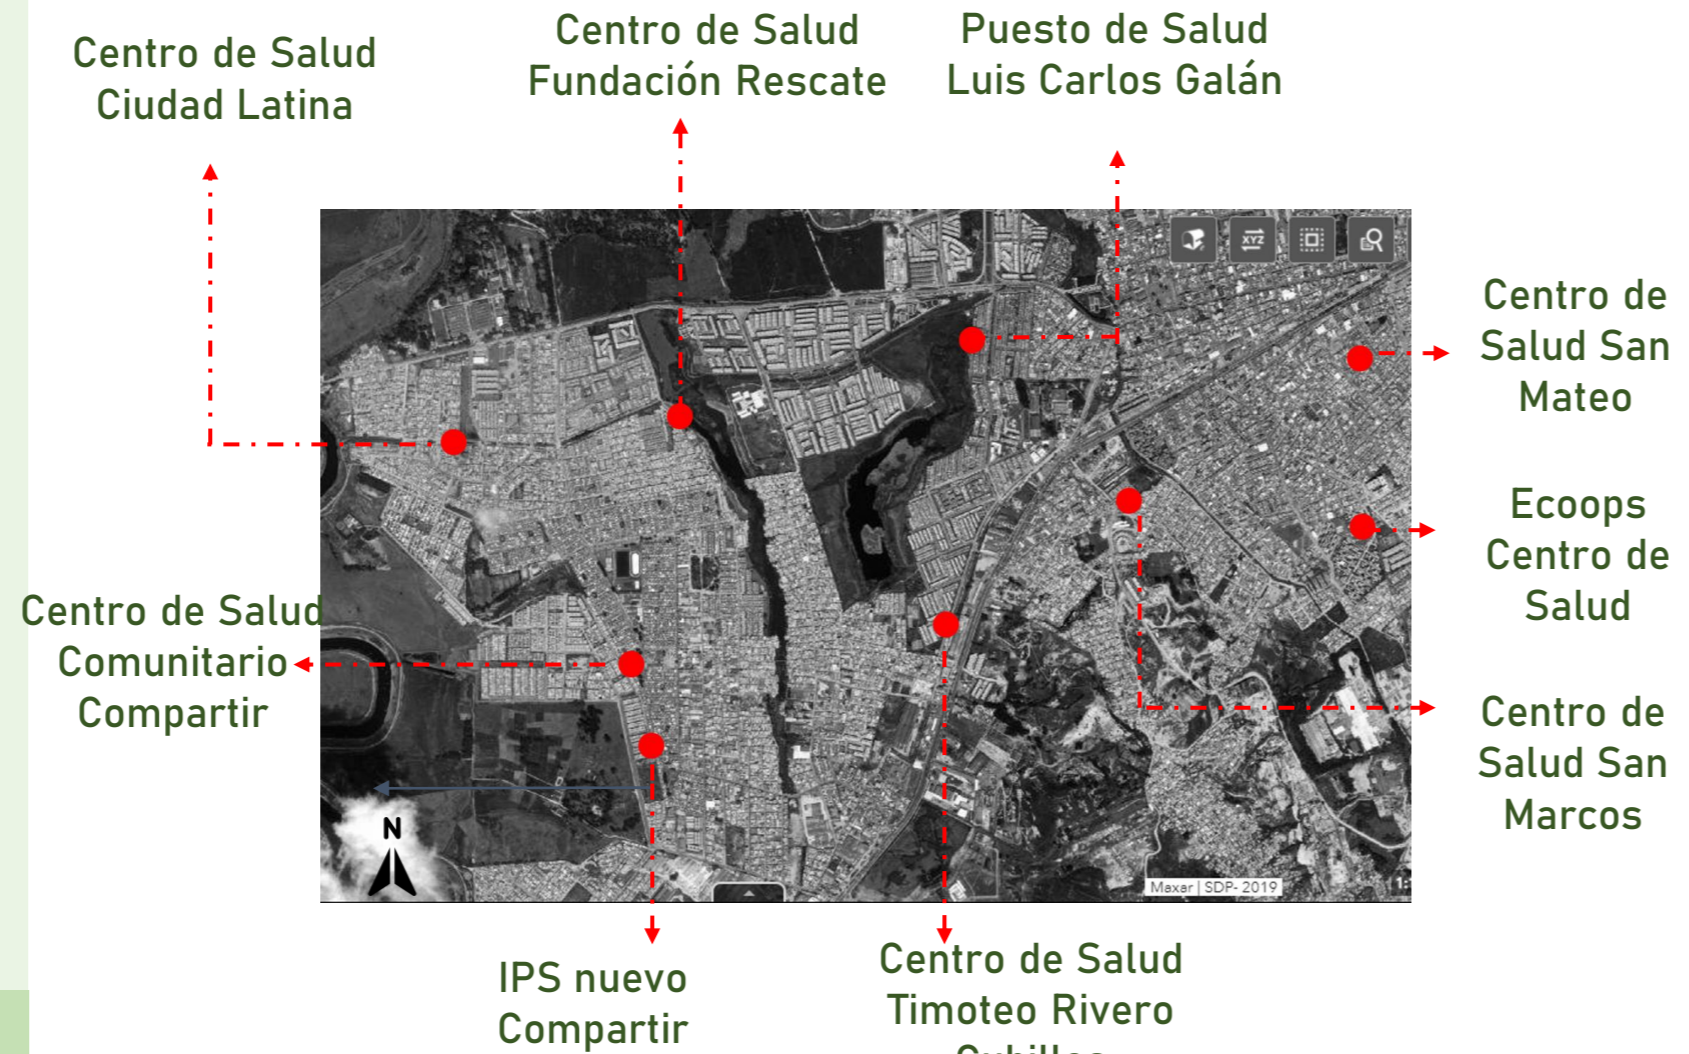 Centro de Salud
Ciudad Latina
Centro de Salud
Fundación Rescate
Puesto de Salud
Luis Carlos Galán
XYZ
Centro de
Salud San
Mateo
Ecoops
Centro de
Salud
Centro de Salud
Comunitario
Compartir
Centro de
Salud San
Marcos
N
Maxar | SDP- 2019
1:
IPS nuevo
Compartir
Centro de Salud
Timoteo Rivero